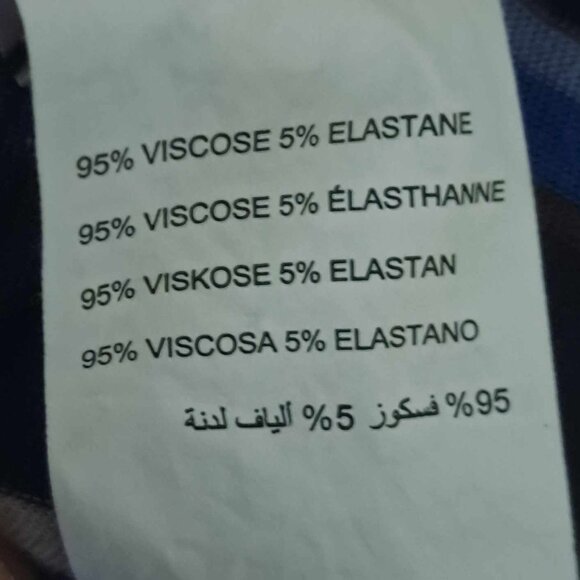 95% VISCOSE 5% ELASTANE
95% VISCOSE 5% ÉLASTHANNE
95% VISKOSE 5% ELASTAN
95% VISCOSA 5% ELASTANO
95% فسكوز 5% ألياف لدنة